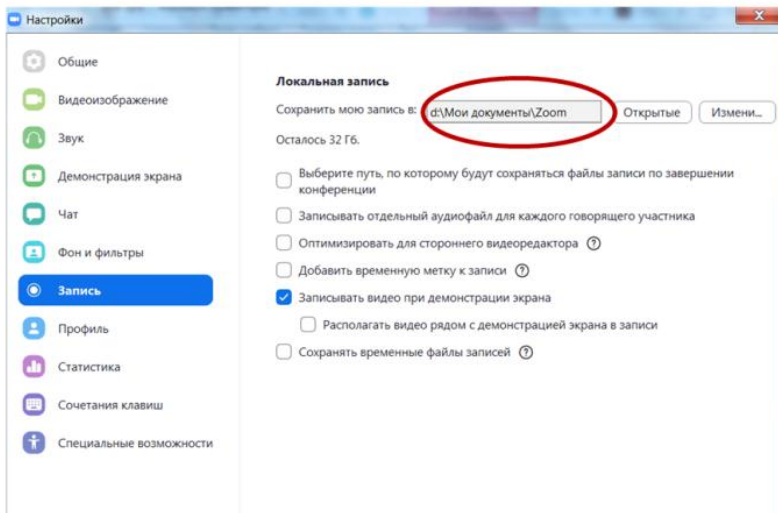 Настройки
Общие
Видеоизображение
Звук
Демонстрация экрана
Чат
Фон и фильтры
Запись
Профиль
Статистика
Сочетания клавиш
Специальные возможности
Локальная запись
Сохранить мою запись в: d:\Мои документы\Zoom Открытые Измени...
Осталось 32 Гб.
Выберите путь, по которому будут сохраняться файлы записи по завершении
конференции
Записывать отдельный аудиофайл для каждого говорящего участника
Оптимизировать для стороннего видеоредактора ?
Добавить временную метку к записи ?
Записывать видео при демонстрации экрана
Располагать видео рядом с демонстрацией экрана в записи
Сохранять временные файлы записей ?